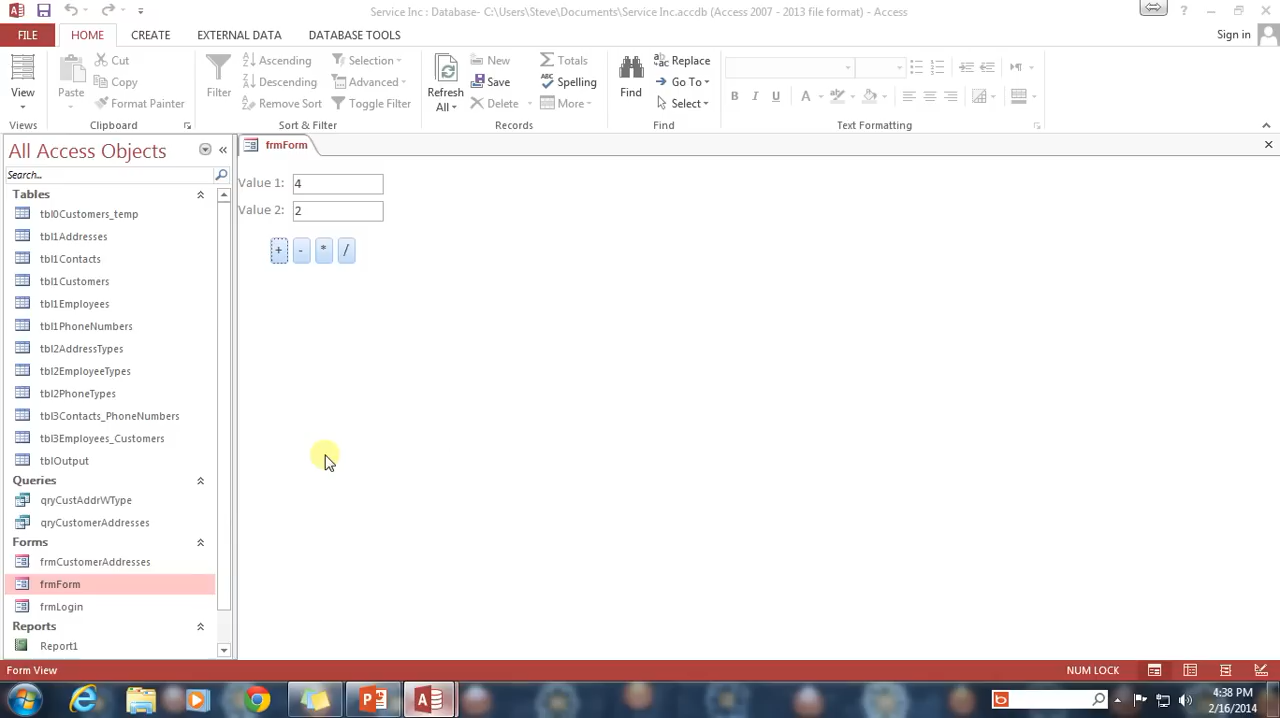 Service Inc : Database- C:\Users\Steve\Documents\Service Inc.accdb (Access 2007 - 2013 file format) - Access
FILE HOME CREATE EXTERNAL DATA DATABASE TOOLS Sign in
View
Views
Paste
Cut
Copy
Format Painter
Clipboard
Filter
Ascending
Descending
Remove Sort
Selection
Advanced
Toggle Filter
Sort & Filter
Refresh
All
New
Save
Delete
Totals
Spelling
More
Records
Find
Replace
Go To
Select
Find
B I U A
Text Formatting
All Access Objects
Search...
Tables
tbl0Customers_temp
tbl1Addresses
tbl1Contacts
tbl1Customers
tbl1Employees
tbl1PhoneNumbers
tbl2AddressTypes
tbl2EmployeeTypes
tbl2PhoneTypes
tbl3Contacts_PhoneNumbers
tbl3Employees_Customers
tblOutput
Queries
qryCustAddrWType
qryCustomerAddresses
Forms
frmCustomerAddresses
frmForm
frmLogin
Reports
Report1
frmForm
Value 1: 4
Value 2: 2
+ - * /
Form View
NUM LOCK
4:38 PM
2/16/2014